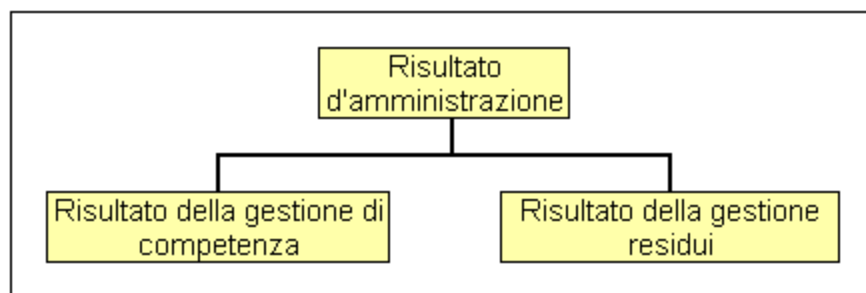 Risultato
d'amministrazione
Risultato della gestione di
competenza
Risultato della gestione
residui